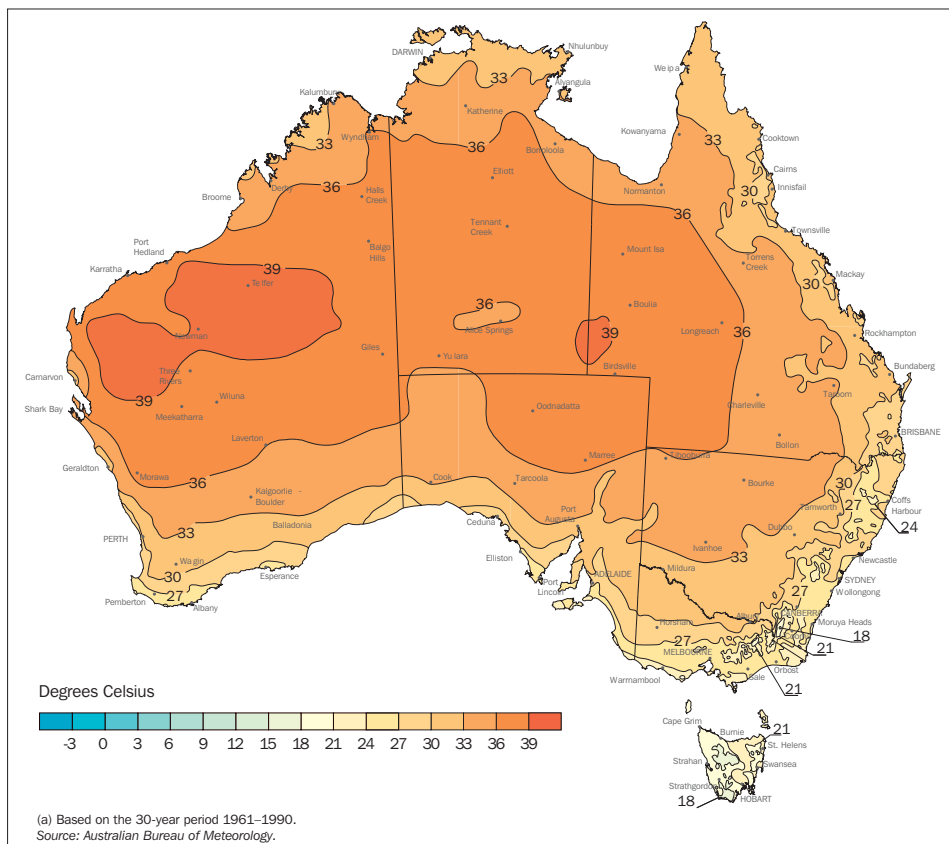 DARWIN
Nhulunbuy
Weipa
33
Alyangula
Kalumburu
Katherine
Kowanyama
33
Cooktown
Wyndham
33
36
Borroloola
Cairns
Elliott
30
Innisfail
Derby
36
Halls
Creek
Normanton
Broome
36
Tennant
Creek
Townsville
Port
Hedland
Balgo
Hills
Mount Isa
Torrens
Creek
Karratha
39
Mackay
Telfer
30
36
Boulia
Alice Springs
Longreach
36
Newman
39
Rockhampton
Giles
Yulara
Birdsville
Bundaberg
Three
Rivers
Carnarvon
Taroom
39
Wiluna
Charleville
Shark Bay
Meekatharra
Oodnadatta
BRISBANE
Laverton
Bollon
Geraldton
Marree
Tibooburra
Morawa
36
Cook
Tarcoola
Bourke
30
Kalgoorlie -
Boulder
Coffs
Harbour
27
Tamworth
Port
Augusta
Balladonia
Ceduna
24
33
Dubbo
PERTH
Ivanhoe
33
Newcastle
Wagin
Elliston
Mildura
30
Esperance
ADELAIDE
SYDNEY
Port
Lincoln
27
Wollongong
27
Pemberton
Albany
Albury
CANBERRA
Horsham
Moruya Heads
27
Cabramurra
18
MELBOURNE
21
Orbost
Warrnambool
Sale
21
Degrees Celsius
-3 0 3 6 9 12 15 18 21 24 27 30 33 36 39
Cape Grim
Burnie
21
St. Helens
Strahan
Swansea
Strathgordon
18
HOBART
(a) Based on the 30-year period 1961–1990.
Source: Australian Bureau of Meteorology.